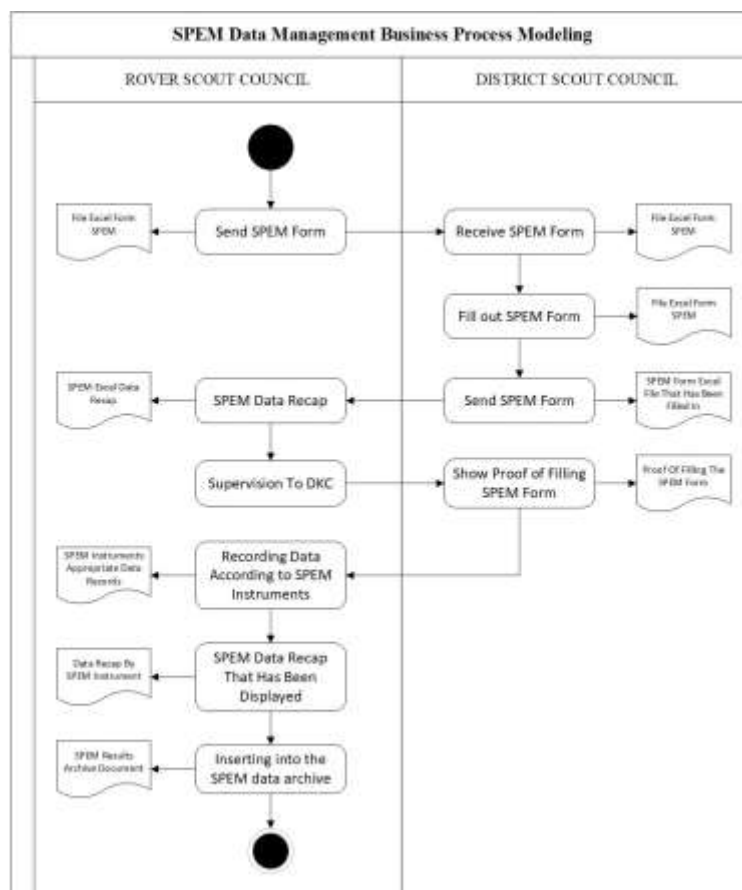 SPEM Data Management Business Process Modeling
ROVER SCOUT COUNCIL
DISTRICT SCOUT COUNCIL
File Excel Form
SPEM
Send SPEM Form
Receive SPEM Form
File Excel Form
SPEM
Fill out SPEM Form
File Excel Form
SPEM
SPEM Excel Data
Recap
SPEM Data Recap
Send SPEM Form
SPEM Form Excel
File That Has Been
Filled In
Supervision To DKC
Show Proof of Filling
SPEM Form
Proof Of Filling The
SPEM Form
SPEM Instruments
Appropriate Data
Records
Recording Data
According to SPEM
Instruments
Data Recap By
SPEM Instrument
SPEM Data Recap
That Has Been
Displayed
SPEM Results
Archive Document
Inserting into the
SPEM data archive